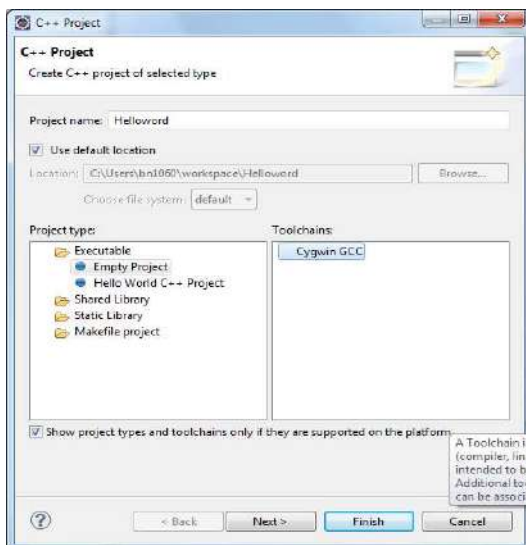 C++ Project
C++ Project
Create C++ project of selected type
Project name: Helloword
Use default location
Location: C:\Users\bn1060\workspace\Helloword Browse...
Choose file system: default
Project type:
Executable
Empty Project
Hello World C++ Project
Shared Library
Static Library
Makefile project
Toolchains:
Cygwin GCC
Show project types and toolchains only if they are supported on the platform
A Toolchain i
(compiler, lin
intended to b
Additional to
can be associ
? < Back Next > Finish Cancel